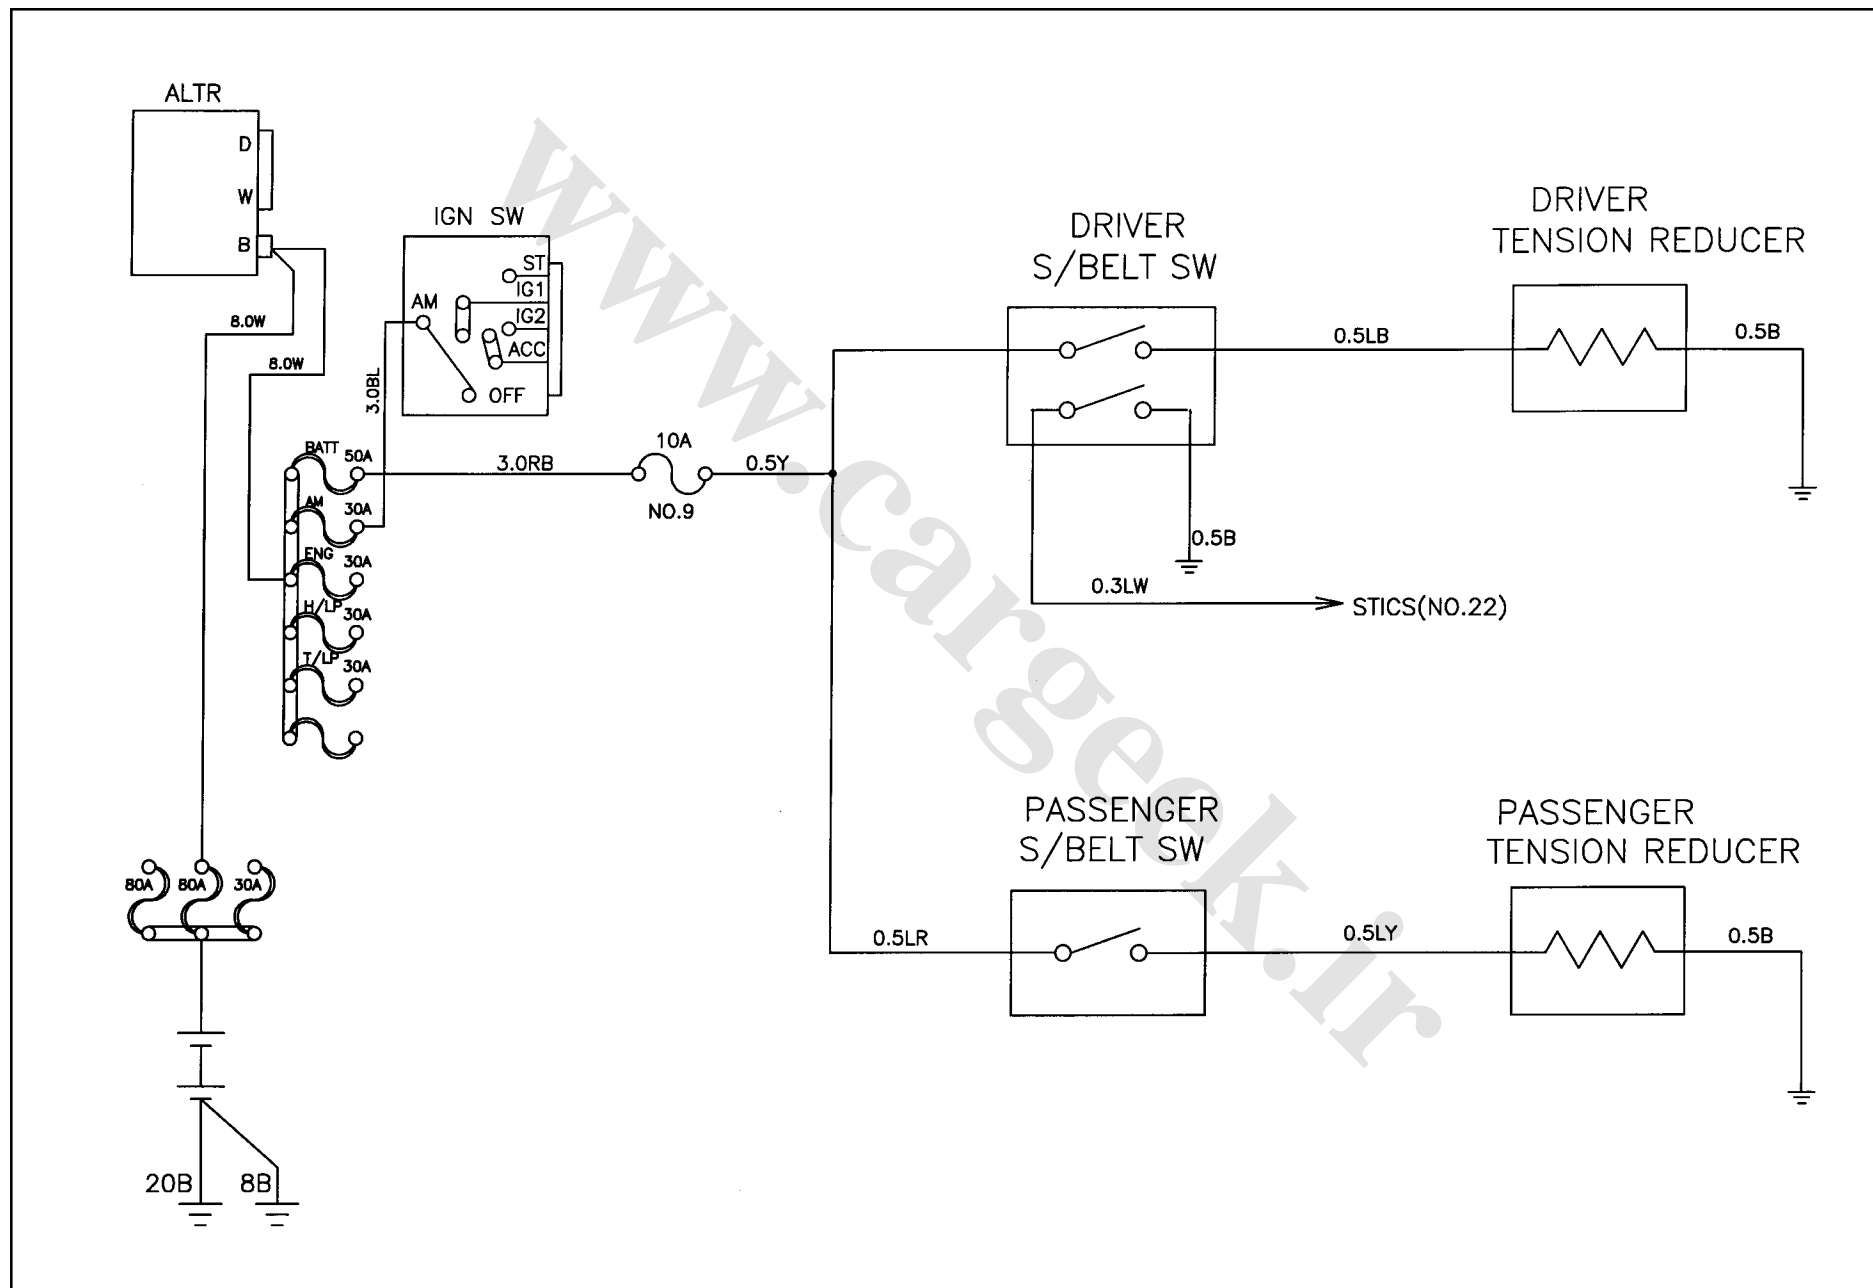 ALTR
D
W
B
8.0W
8.0W
IGN SW
ST
IG1
AM
IG2
ACC
OFF
3.0BL
BATT 50A
AM 30A
ENG 30A
H/LP 30A
T/LP 30A
3.0RB
10A
NO.9
0.5Y
DRIVER
S/BELT SW
0.5LB
DRIVER
TENSION REDUCER
0.5B
0.5B
0.3LW
STICS(NO.22)
PASSENGER
S/BELT SW
0.5LR
0.5LY
PASSENGER
TENSION REDUCER
0.5B
80A 80A 30A
20B 8B
www.cargeek.ir